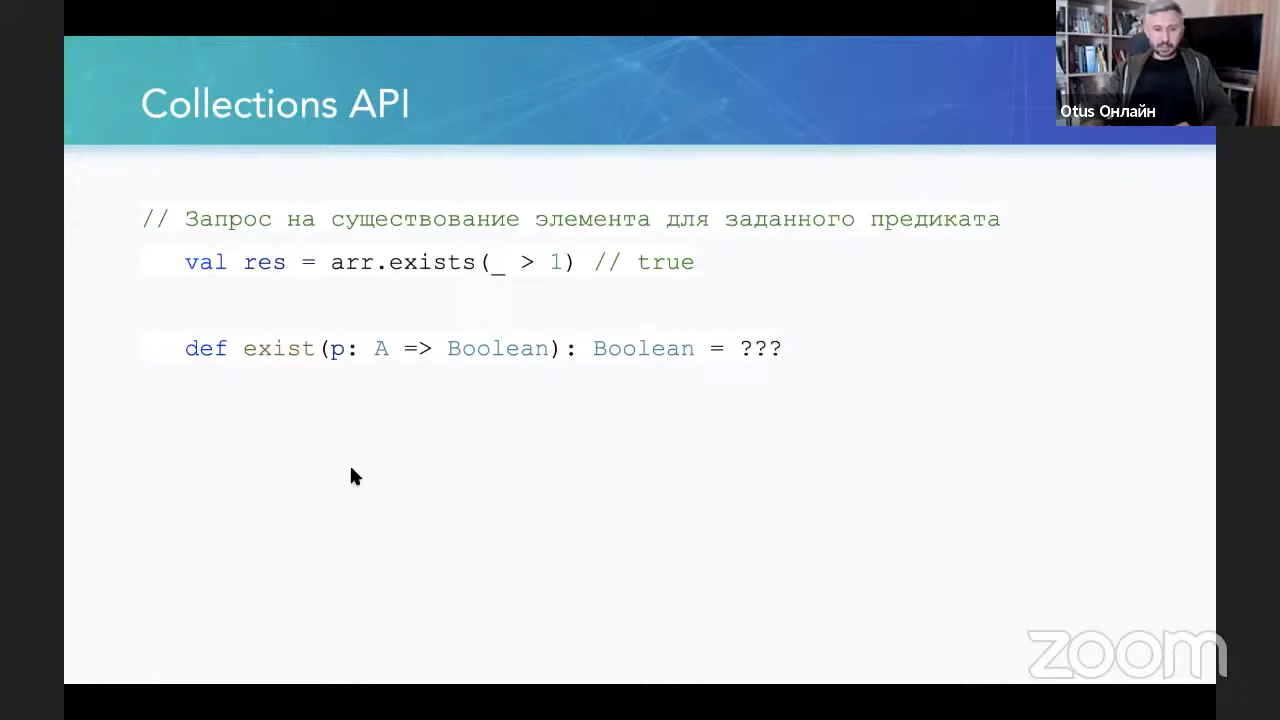 Collections API
Otus Онлайн
// Запрос на существование элемента для заданного предиката
val res = arr.exists(_ > 1) // true
def exist(p: A => Boolean): Boolean = ???
zoom